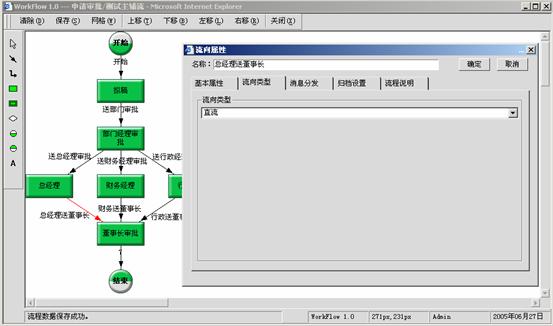 WorkFlow 1.0 --- 申请审批/测试主辅流 - Microsoft Internet Explorer
清除(D) 保存(S) 网格(W) 上移(T) 下移(B) 左移(L) 右移(R) 关闭(X)
开始
开始
拟稿
送部门审批
部门经理审批
送总经理审批 送财务经理审批 送行政经
总经理 财务经理 行
总经理送董事长 财务送董事长 行政送董事
董事长审批
结束
A
流向属性
名称: 总经理送董事长 确定 取消
基本属性 流向类型 消息分发 归档设置 流程说明
流向类型
直流
流程数据保存成功。 WorkFlow 1.0 271px,231px Admin 2005年06月27日